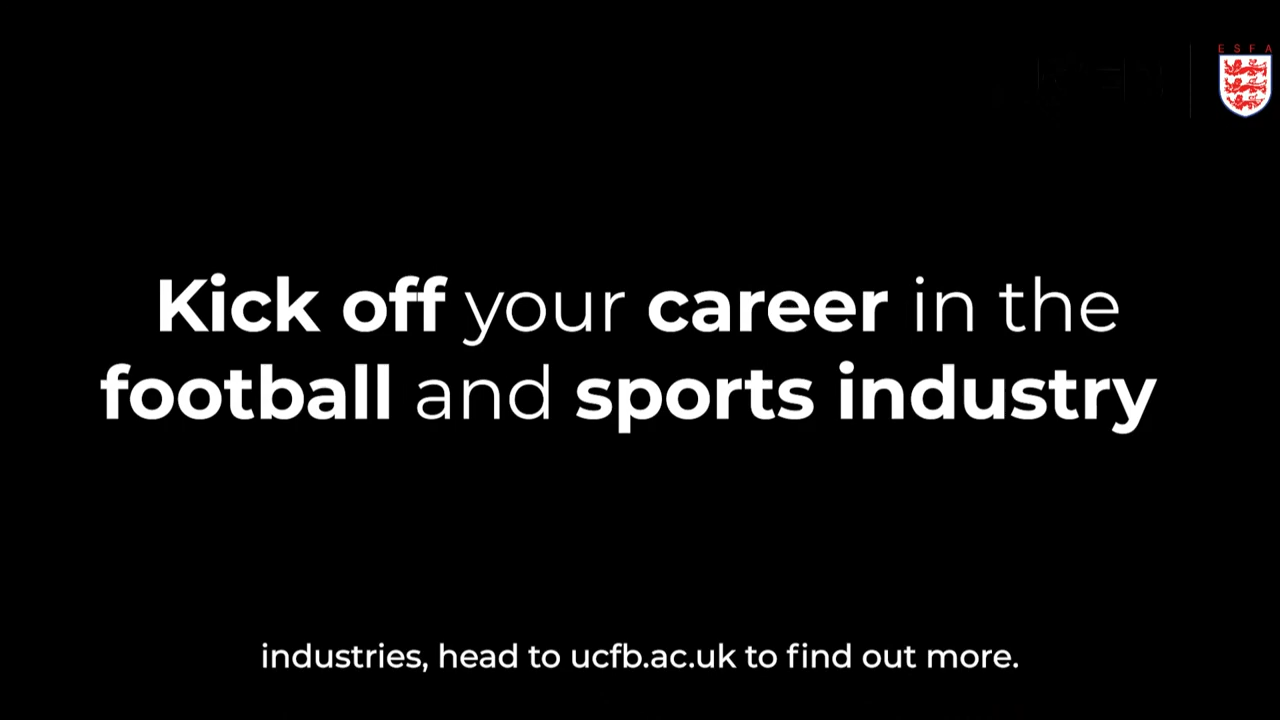 ESFA
Kick off your career in the
football and sports industry
industries, head to ucfb.ac.uk to find out more.